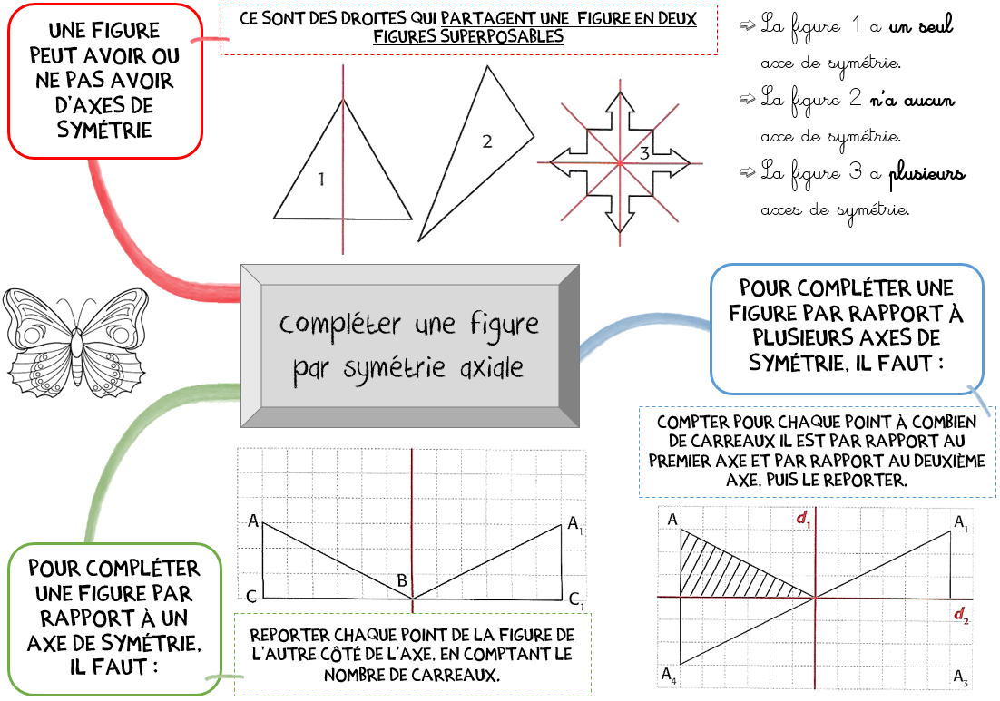 UNE FIGURE
PEUT AVOIR OU
NE PAS AVOIR
D'AXES DE
SYMÉTRIE
CE SONT DES DROITES QUI PARTAGENT UNE FIGURE EN DEUX
FIGURES SUPERPOSABLES
1
2
3
La figure 1 a un seul
axe de symétrie.
La figure 2 n'a aucun
axe de symétrie.
La figure 3 a plusieurs
axes de symétrie.
Compléter une figure
par symétrie axiale
POUR COMPLÉTER UNE
FIGURE PAR RAPPORT À
PLUSIEURS AXES DE
SYMÉTRIE, IL FAUT :
COMPTER POUR CHAQUE POINT À COMBIEN
DE CARREAUX IL EST PAR RAPPORT AU
PREMIER AXE ET PAR RAPPORT AU DEUXIÈME
AXE, PUIS LE REPORTER.
A
d1
A1
d2
A4
A3
A
A1
B
C
C1
POUR COMPLÉTER
UNE FIGURE PAR
RAPPORT À UN
AXE DE SYMÉTRIE,
IL FAUT :
REPORTER CHAQUE POINT DE LA FIGURE DE
L'AUTRE CÔTÉ DE L'AXE, EN COMPTANT LE
NOMBRE DE CARREAUX.